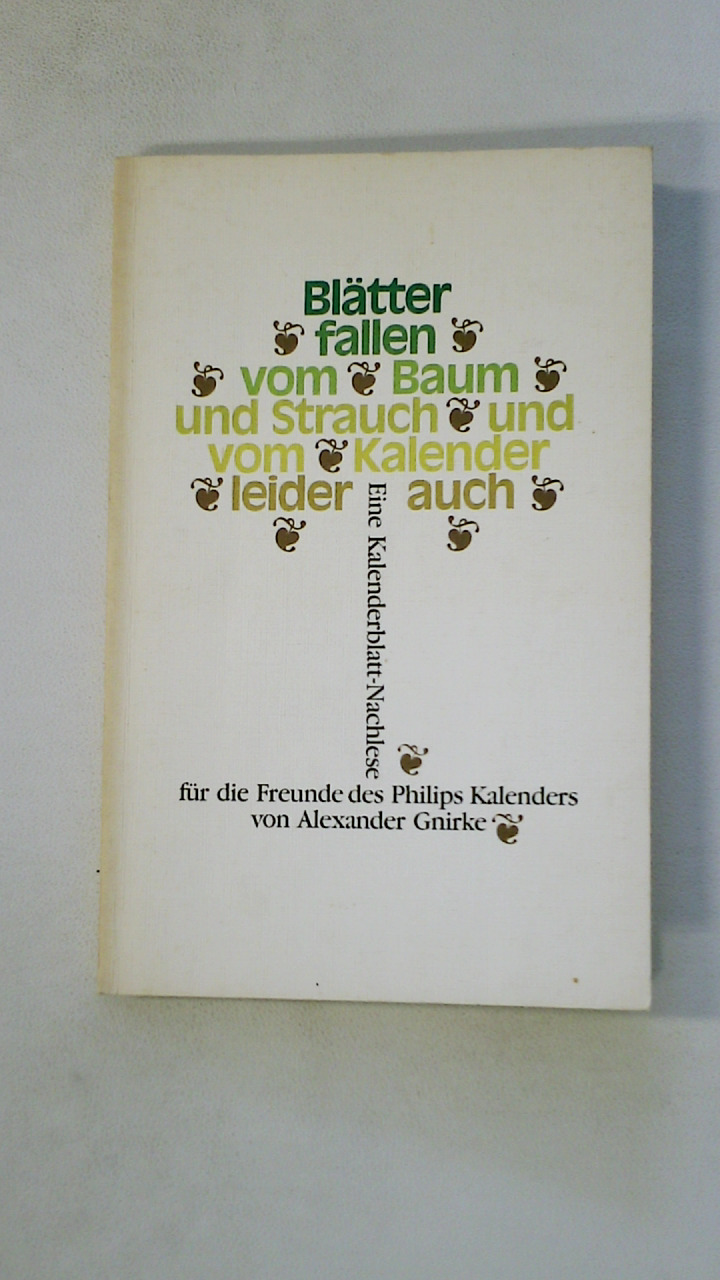 Blätter
fallen
vom Baum
und Strauch und
vom Kalender
leider auch
Eine Kalenderblatt-Nachlese
für die Freunde des Philips Kalenders
von Alexander Gnirke